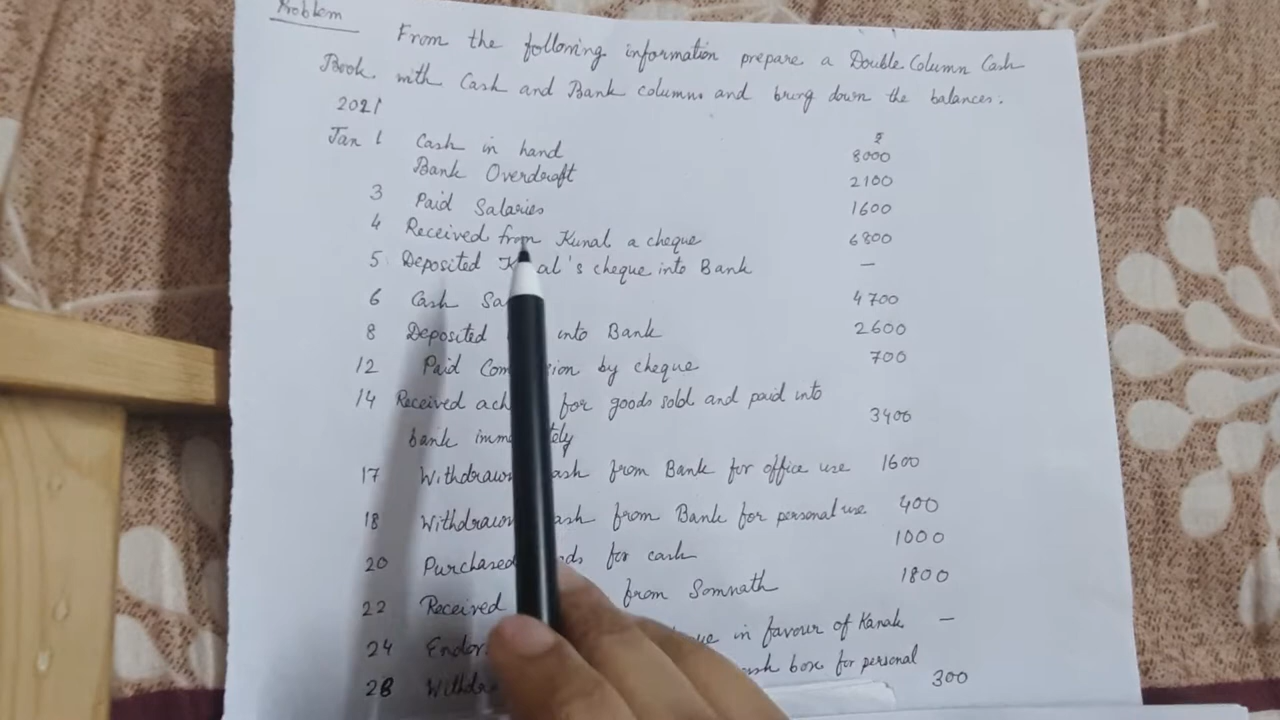 Problem
From the following information prepare a Double Column Cash
Book with Cash and Bank columns and bring down the balances.
2021
₹
Jan 1 Cash in hand 8000
Bank Overdraft 2100
3 Paid Salaries 1600
4 Received from Kunal a cheque 6800
5 Deposited 's cheque into Bank —
6 Cash 4700
8 Deposited into Bank 2600
12 Paid by cheque 700
14 Received for goods sold and paid into
bank 3400
17 Withdrawn from Bank for office use 1600
18 Withdrawn from Bank for personal use 400
20 Purchased for cash 1000
22 Received from Somnath 1800
24 in favour of Kanak. —
28 box for personal 300